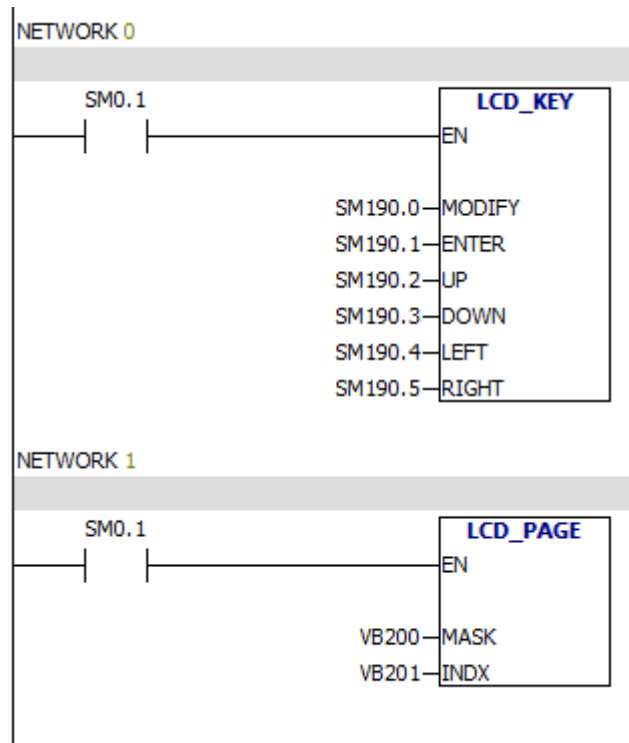 NETWORK 0
SM0.1
LCD_KEY
EN
SM190.0 MODIFY
SM190.1 ENTER
SM190.2 UP
SM190.3 DOWN
SM190.4 LEFT
SM190.5 RIGHT
NETWORK 1
SM0.1
LCD_PAGE
EN
VB200 MASK
VB201 INDX